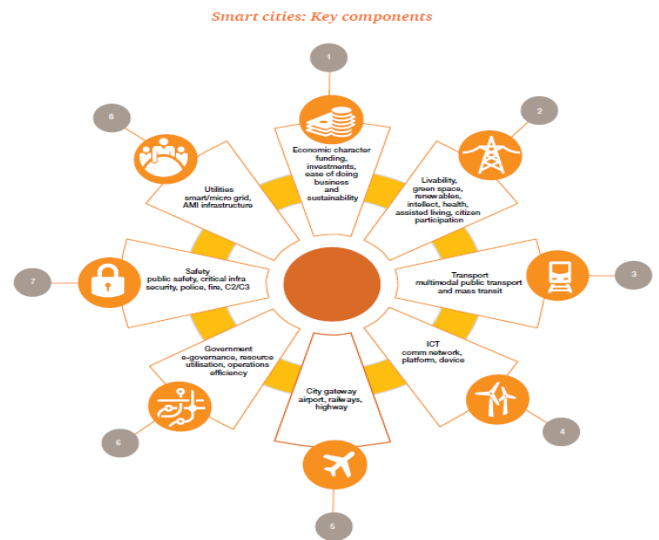 Smart cities: Key components
1
Economic character
funding,
investments,
ease of doing
business
and
sustainability
2
Livability,
green space,
renewables,
intellect, health,
assisted living, citizen
participation
3
Transport
multimodal public transport
and mass transit
4
ICT
comm network,
platform, device
5
City gateway
airport, railways,
highway
6
Government
e-governance, resource
utilisation, operations
efficiency
7
Safety
public safety, critical infra
security, police, fire, C2/C3
8
Utilities
smart/micro grid,
AMI infrastructure